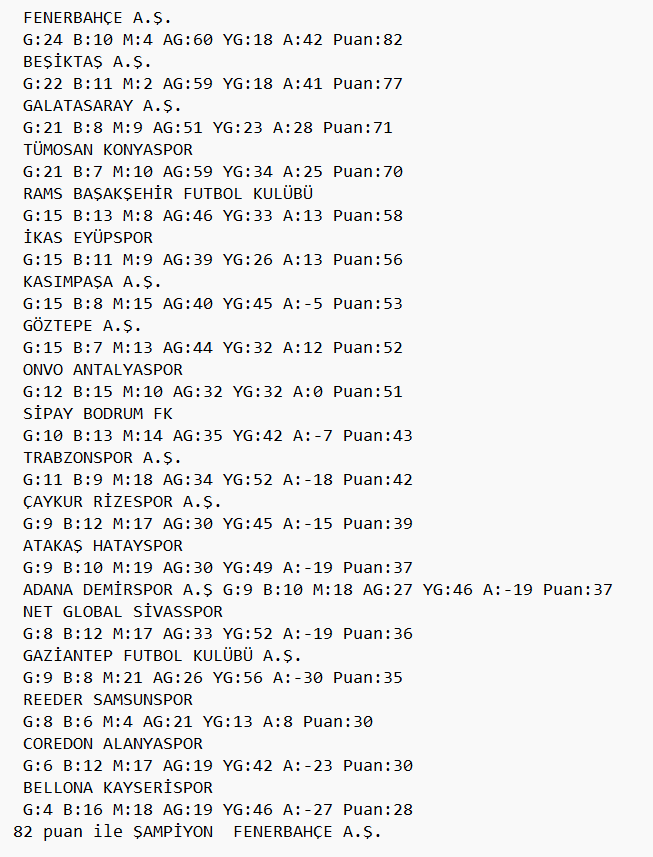 FENERBAHÇE A.Ş.
G:24 B:10 M:4 AG:60 YG:18 A:42 Puan:82
BEŞİKTAŞ A.Ş.
G:22 B:11 M:2 AG:59 YG:18 A:41 Puan:77
GALATASARAY A.Ş.
G:21 B:8 M:9 AG:51 YG:23 A:28 Puan:71
TÜMOSAN KONYASPOR
G:21 B:7 M:10 AG:59 YG:34 A:25 Puan:70
RAMS BAŞAKŞEHİR FUTBOL KULÜBÜ
G:15 B:13 M:8 AG:46 YG:33 A:13 Puan:58
İKAS EYÜPSPOR
G:15 B:11 M:9 AG:39 YG:26 A:13 Puan:56
KASIMPAŞA A.Ş.
G:15 B:8 M:15 AG:40 YG:45 A:-5 Puan:53
GÖZTEPE A.Ş.
G:15 B:7 M:13 AG:44 YG:32 A:12 Puan:52
ONVO ANTALYASPOR
G:12 B:15 M:10 AG:32 YG:32 A:0 Puan:51
SİPAY BODRUM FK
G:10 B:13 M:14 AG:35 YG:42 A:-7 Puan:43
TRABZONSPOR A.Ş.
G:11 B:9 M:18 AG:34 YG:52 A:-18 Puan:42
ÇAYKUR RİZESPOR A.Ş.
G:9 B:12 M:17 AG:30 YG:45 A:-15 Puan:39
ATAKAŞ HATAYSPOR
G:9 B:10 M:19 AG:30 YG:49 A:-19 Puan:37
ADANA DEMİRSPOR A.Ş G:9 B:10 M:18 AG:27 YG:46 A:-19 Puan:37
NET GLOBAL SİVASSPOR
G:8 B:12 M:17 AG:33 YG:52 A:-19 Puan:36
GAZİANTEP FUTBOL KULÜBÜ A.Ş.
G:9 B:8 M:21 AG:26 YG:56 A:-30 Puan:35
REEDER SAMSUNSPOR
G:8 B:6 M:4 AG:21 YG:13 A:8 Puan:30
COREDON ALANYASPOR
G:6 B:12 M:17 AG:19 YG:42 A:-23 Puan:30
BELLONA KAYSERİSPOR
G:4 B:16 M:18 AG:19 YG:46 A:-27 Puan:28
82 puan ile ŞAMPİYON  FENERBAHÇE A.Ş.